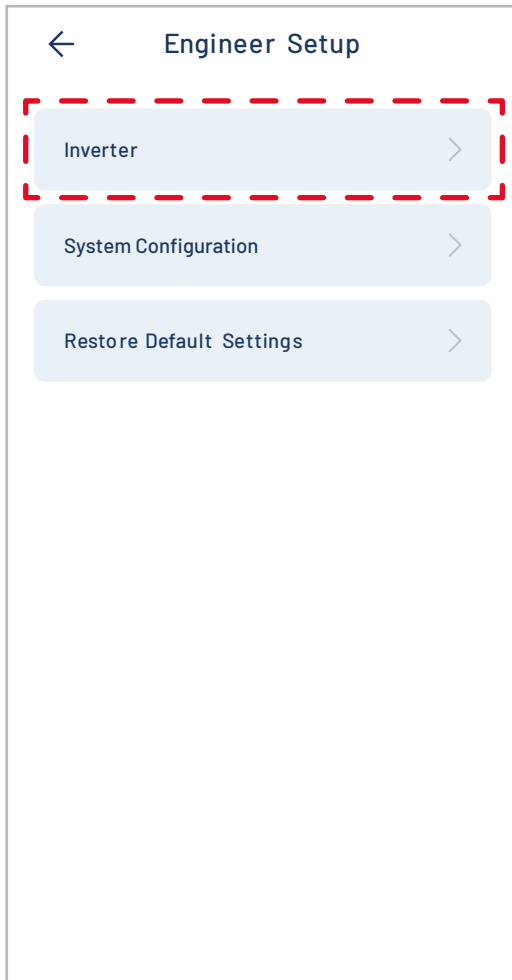 Engineer Setup
Inverter
System Configuration
Restore Default Settings